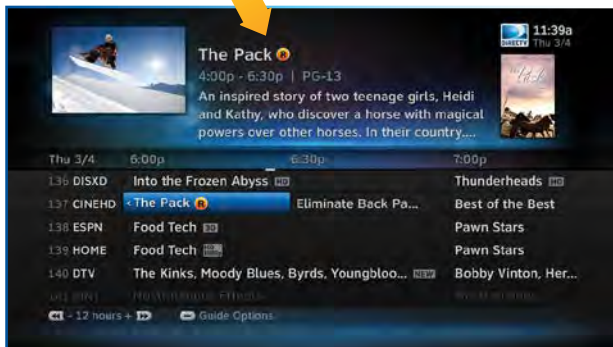 11:39a
DIRECTV Thu 3/4
The Pack R
4:00p - 6:30p | PG-13
An inspired story of two teenage girls, Heidi
and Kathy, who discover a horse with magical
powers over other horses. In their country....
Thu 3/4 6:00p 6:30p 7:00p
136 DISXD Into the Frozen Abyss HD Thunderheads HD
137 CINEHD The Pack R Eliminate Back Pa... Best of the Best
138 ESPN Food Tech 3D Pawn Stars
139 HOME Food Tech HD Pawn Stars
140 DTV The Kinks, Moody Blues, Byrds, Youngbloo... NEW Bobby Vinton, Her...
- 12 hours + Guide Options